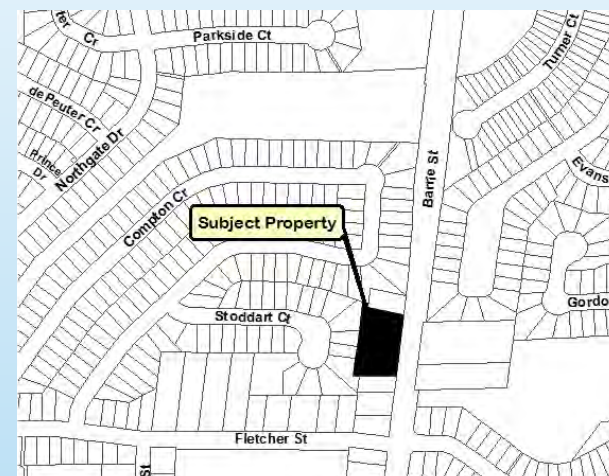 ter
Cr
Parkside Ct
Turner Ct
de Peuter Cr
Prince
Dr
Northgate Dr
Evans
Barrie St
Compton Cr
Subject Property
Gordo
Stoddart Ct
Fletcher St
St